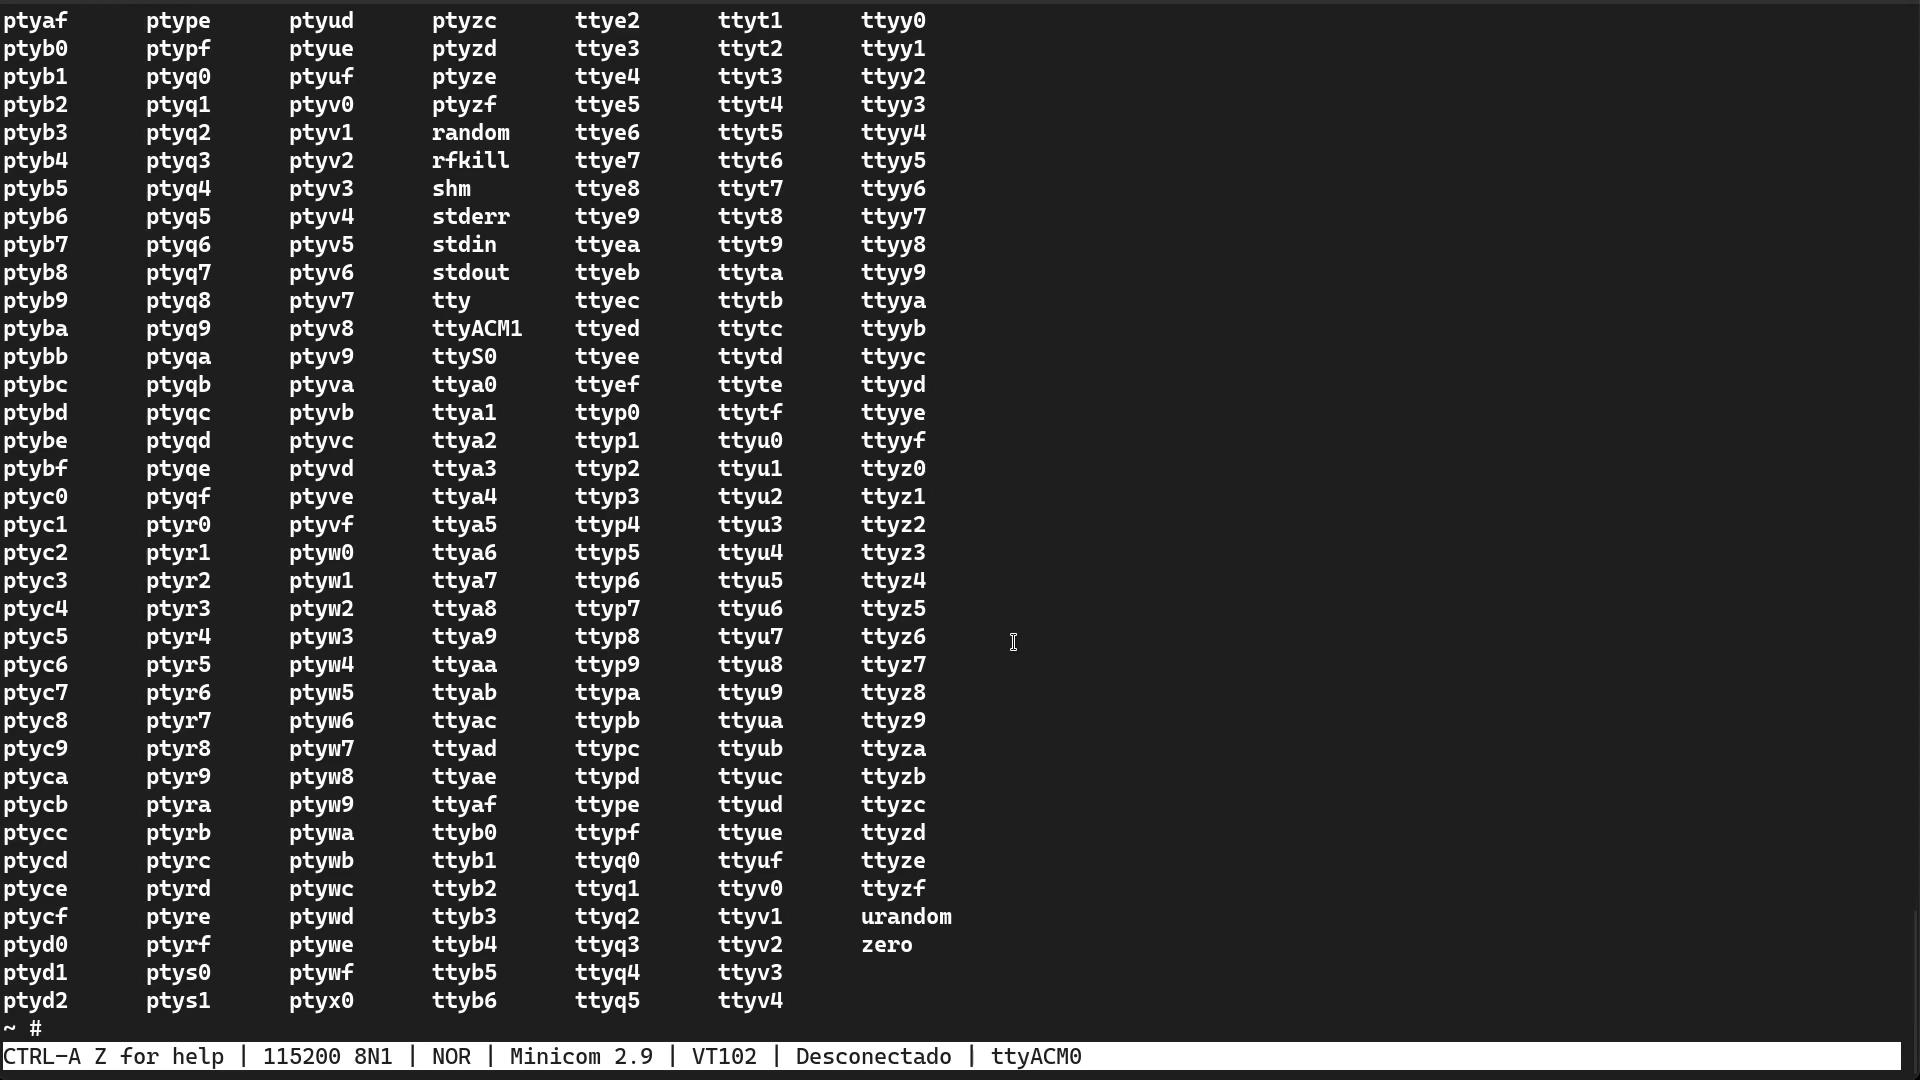 ptyaf ptype ptyud ptyzc ttye2 ttyt1 ttyy0
ptyb0 ptypf ptyue ptyzd ttye3 ttyt2 ttyy1
ptyb1 ptyq0 ptyuf ptyze ttye4 ttyt3 ttyy2
ptyb2 ptyq1 ptyv0 ptyzf ttye5 ttyt4 ttyy3
ptyb3 ptyq2 ptyv1 random ttye6 ttyt5 ttyy4
ptyb4 ptyq3 ptyv2 rfkill ttye7 ttyt6 ttyy5
ptyb5 ptyq4 ptyv3 shm ttye8 ttyt7 ttyy6
ptyb6 ptyq5 ptyv4 stderr ttye9 ttyt8 ttyy7
ptyb7 ptyq6 ptyv5 stdin ttyea ttyt9 ttyy8
ptyb8 ptyq7 ptyv6 stdout ttyeb ttyta ttyy9
ptyb9 ptyq8 ptyv7 tty ttyec ttytb ttyya
ptyba ptyq9 ptyv8 ttyACM1 ttyed ttytc ttyyb
ptybb ptyqa ptyv9 ttyS0 ttyee ttytd ttyyc
ptybc ptyqb ptyva ttya0 ttyef ttyte ttyyd
ptybd ptyqc ptyvb ttya1 ttyp0 ttytf ttyye
ptybe ptyqd ptyvc ttya2 ttyp1 ttyu0 ttyyf
ptybf ptyqe ptyvd ttya3 ttyp2 ttyu1 ttyz0
ptyc0 ptyqf ptyve ttya4 ttyp3 ttyu2 ttyz1
ptyc1 ptyr0 ptyvf ttya5 ttyp4 ttyu3 ttyz2
ptyc2 ptyr1 ptyw0 ttya6 ttyp5 ttyu4 ttyz3
ptyc3 ptyr2 ptyw1 ttya7 ttyp6 ttyu5 ttyz4
ptyc4 ptyr3 ptyw2 ttya8 ttyp7 ttyu6 ttyz5
ptyc5 ptyr4 ptyw3 ttya9 ttyp8 ttyu7 ttyz6
ptyc6 ptyr5 ptyw4 ttyaa ttyp9 ttyu8 ttyz7
ptyc7 ptyr6 ptyw5 ttyab ttypa ttyu9 ttyz8
ptyc8 ptyr7 ptyw6 ttyac ttypb ttyua ttyz9
ptyc9 ptyr8 ptyw7 ttyad ttypc ttyub ttyza
ptyca ptyr9 ptyw8 ttyae ttypd ttyuc ttyzb
ptycb ptyra ptyw9 ttyaf ttype ttyud ttyzc
ptycc ptyrb ptywa ttyb0 ttypf ttyue ttyzd
ptycd ptyrc ptywb ttyb1 ttyq0 ttyuf ttyze
ptyce ptyrd ptywc ttyb2 ttyq1 ttyv0 ttyzf
ptycf ptyre ptywd ttyb3 ttyq2 ttyv1 urandom
ptyd0 ptyrf ptywe ttyb4 ttyq3 ttyv2 zero
ptyd1 ptys0 ptywf ttyb5 ttyq4 ttyv3
ptyd2 ptys1 ptyx0 ttyb6 ttyq5 ttyv4
~ #
CTRL-A Z for help | 115200 8N1 | NOR | Minicom 2.9 | VT102 | Desconectado | ttyACM0